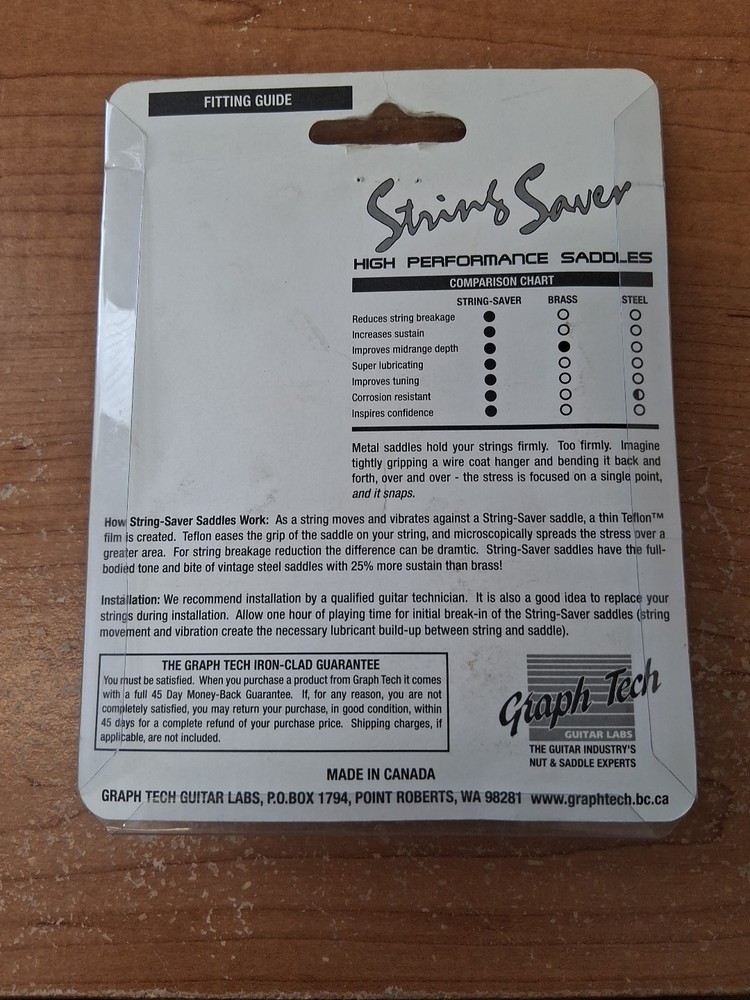 FITTING GUIDE
String Saver
HIGH PERFORMANCE SADDLES
COMPARISON CHART
STRING-SAVER BRASS STEEL
Reduces string breakage ● ○ ○
Increases sustain ● ○ ○
Improves midrange depth ● ● ○
Super lubricating ● ○ ○
Improves tuning ● ○ ○
Corrosion resistant ● ○ ◐
Inspires confidence ● ○ ○
Metal saddles hold your strings firmly. Too firmly. Imagine
tightly gripping a wire coat hanger and bending it back and
forth, over and over - the stress is focused on a single point,
and it snaps.
How String-Saver Saddles Work: As a string moves and vibrates against a String-Saver saddle, a thin Teflon™
film is created. Teflon eases the grip of the saddle on your string, and microscopically spreads the stress over a
greater area. For string breakage reduction the difference can be dramtic. String-Saver saddles have the full-
bodied tone and bite of vintage steel saddles with 25% more sustain than brass!
Installation: We recommend installation by a qualified guitar technician. It is also a good idea to replace your
strings during installation. Allow one hour of playing time for initial break-in of the String-Saver saddles (string
movement and vibration create the necessary lubricant build-up between string and saddle).
THE GRAPH TECH IRON-CLAD GUARANTEE
You must be satisfied. When you purchase a product from Graph Tech it comes
with a full 45 Day Money-Back Guarantee. If, for any reason, you are not
completely satisfied, you may return your purchase, in good condition, within
45 days for a complete refund of your purchase price. Shipping charges, if
applicable, are not included.
Graph Tech
GUITAR LABS
THE GUITAR INDUSTRY'S
NUT & SADDLE EXPERTS
MADE IN CANADA
GRAPH TECH GUITAR LABS, P.O.BOX 1794, POINT ROBERTS, WA 98281 www.graphtech.bc.ca